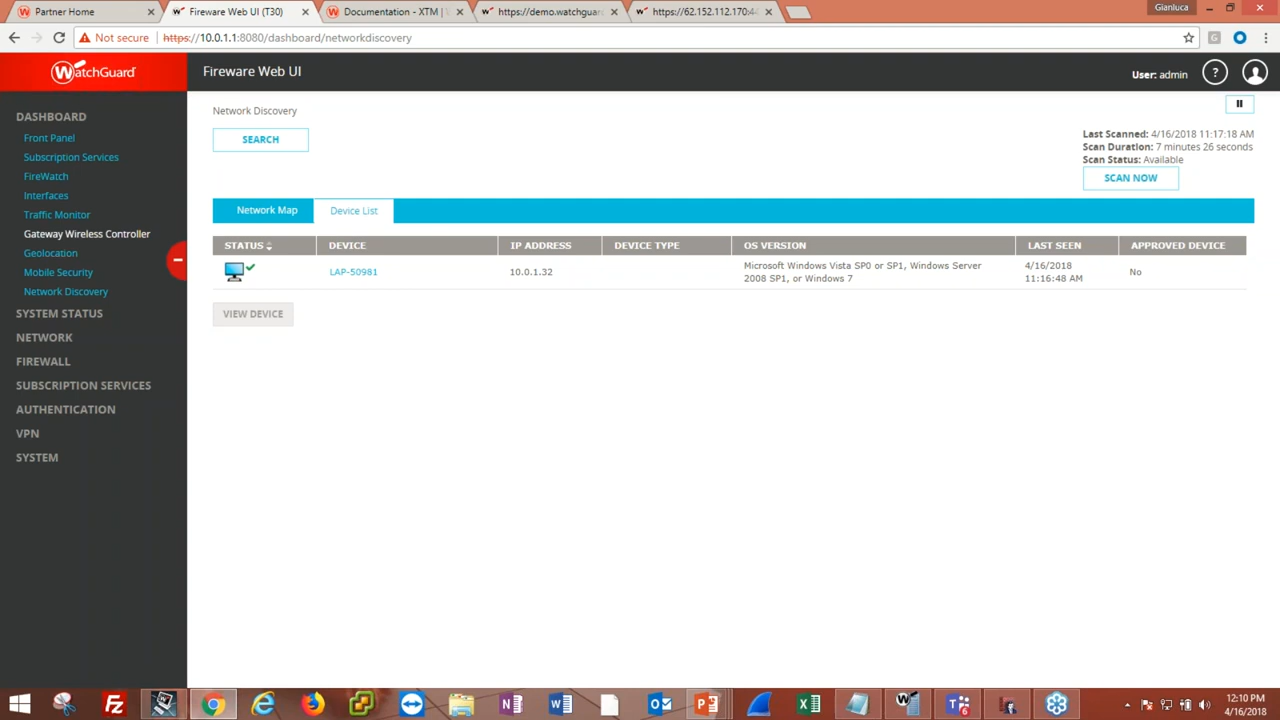 Partner Home
Fireware Web UI (T30)
Documentation - XTM | W
https://demo.watchguar
https://62.152.112.170:44
Gianluca
Not secure
https://10.0.1.1:8080/dashboard/networkdiscovery
WatchGuard
Fireware Web UI
User: admin
?
DASHBOARD
Front Panel
Subscription Services
FireWatch
Interfaces
Traffic Monitor
Gateway Wireless Controller
Geolocation
Mobile Security
Network Discovery
SYSTEM STATUS
NETWORK
FIREWALL
SUBSCRIPTION SERVICES
AUTHENTICATION
VPN
SYSTEM
Network Discovery
SEARCH
Last Scanned: 4/16/2018 11:17:18 AM
Scan Duration: 7 minutes 26 seconds
Scan Status: Available
SCAN NOW
Network Map
Device List
STATUS DEVICE IP ADDRESS DEVICE TYPE OS VERSION LAST SEEN APPROVED DEVICE
LAP-50981 10.0.1.32 Microsoft Windows Vista SP0 or SP1, Windows Server 4/16/2018 No
2008 SP1, or Windows 7 11:16:48 AM
VIEW DEVICE
12:10 PM
4/16/2018